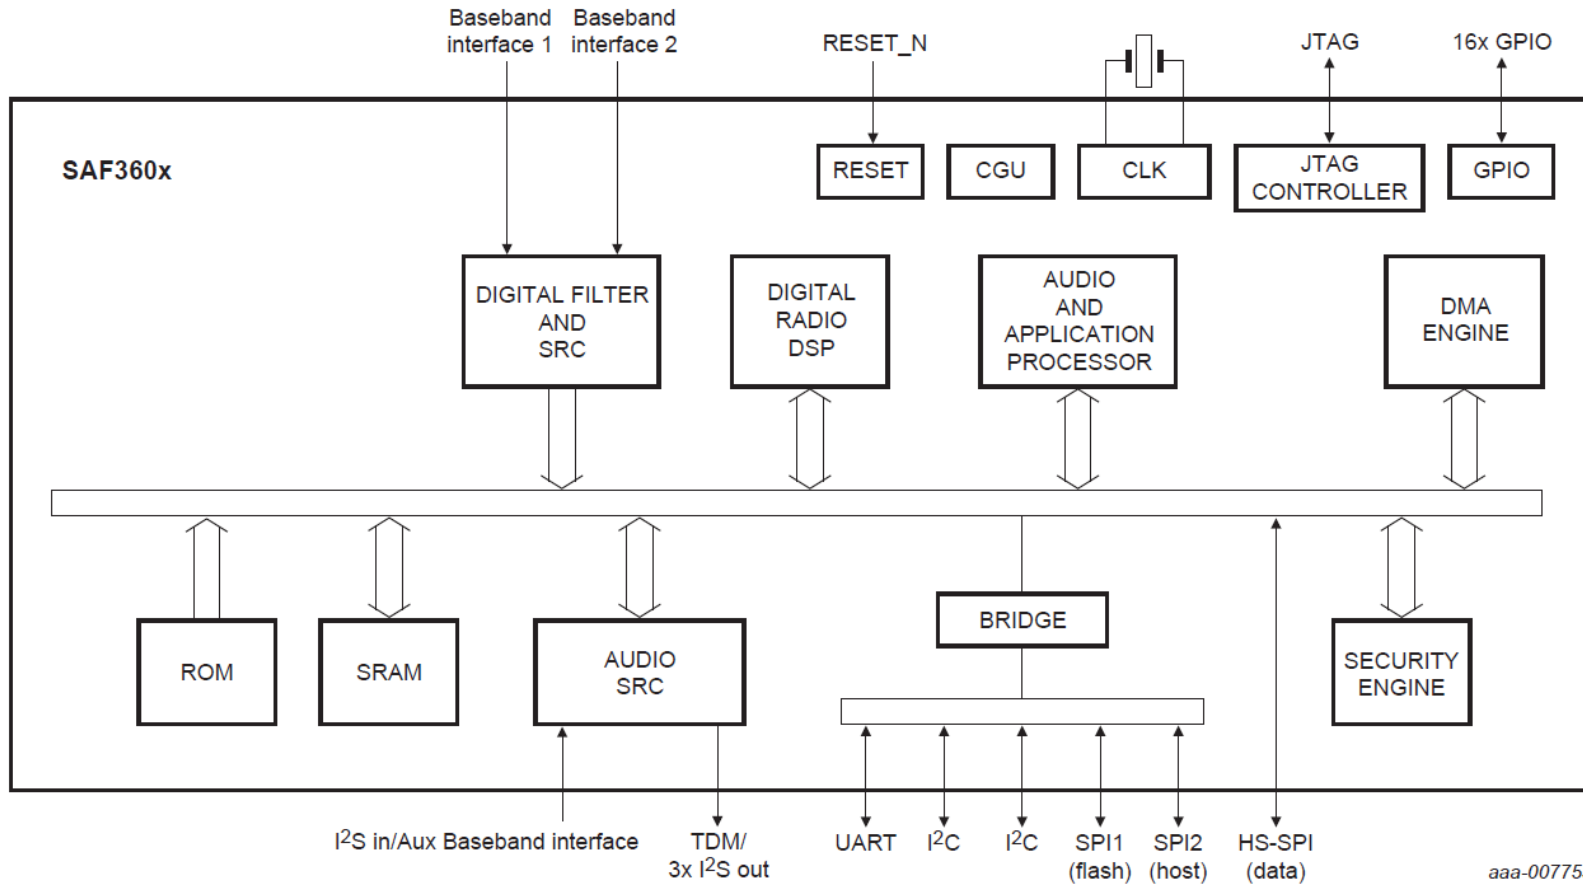 Baseband
interface 1
Baseband
interface 2
RESET_N
JTAG
16x GPIO
SAF360x
RESET
CGU
CLK
JTAG
CONTROLLER
GPIO
DIGITAL FILTER
AND
SRC
DIGITAL
RADIO
DSP
AUDIO
AND
APPLICATION
PROCESSOR
DMA
ENGINE
ROM
SRAM
AUDIO
SRC
BRIDGE
SECURITY
ENGINE
I²S in/Aux Baseband interface
TDM/
3x I²S out
UART
I²C
I²C
SPI1
(flash)
SPI2
(host)
HS-SPI
(data)
aaa-00775